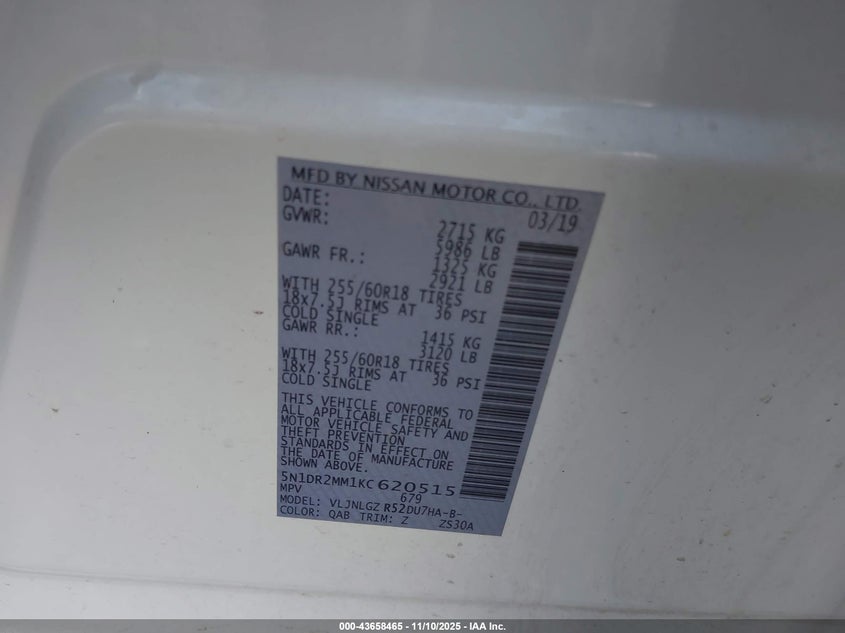 MFD BY NISSAN MOTOR CO., LTD.
DATE: 03/19
GVWR: 2715 KG
5986 LB
GAWR FR.: 1325 KG
2921 LB
WITH 255/60R18 TIRES
18x7.5J RIMS AT 36 PSI
COLD SINGLE
GAWR RR.: 1415 KG
3120 LB
WITH 255/60R18 TIRES
18x7.5J RIMS AT 36 PSI
COLD SINGLE
THIS VEHICLE CONFORMS TO
ALL APPLICABLE FEDERAL
MOTOR VEHICLE SAFETY AND
THEFT PREVENTION
STANDARDS IN EFFECT ON
THE DATE OF MANUFACTURE
SHOWN ABOVE.
5N1DR2MM1KC620515
MPV 679
MODEL: VLJNLGZ R52DU7HA-B-
COLOR: QAB TRIM: Z ZS30A
000-43658465 - 11/10/2025 - IAA Inc.